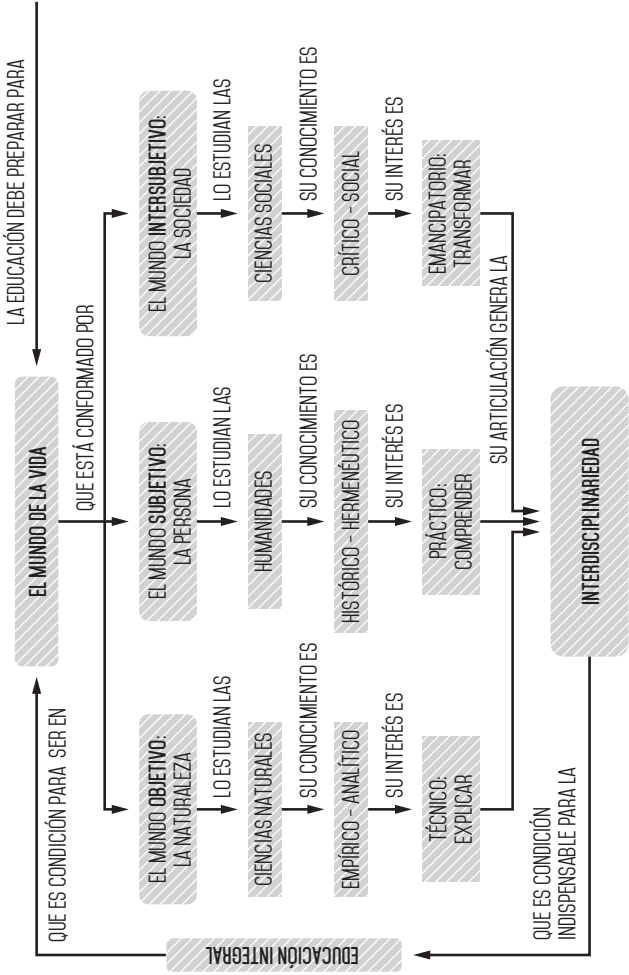 LA EDUCACIÓN DEBE PREPARAR PARA
EL MUNDO DE LA VIDA
QUE ESTÁ CONFORMADO POR
EL MUNDO OBJETIVO:
LA NATURALEZA
LO ESTUDIAN LAS
CIENCIAS NATURALES
SU CONOCIMIENTO ES
EMPÍRICO - ANALÍTICO
SU INTERÉS ES
TÉCNICO:
EXPLICAR
EL MUNDO SUBJETIVO:
LA PERSONA
LO ESTUDIAN LAS
HUMANIDADES
SU CONOCIMIENTO ES
HISTÓRICO - HERMENÉUTICO
SU INTERÉS ES
PRÁCTICO:
COMPRENDER
EL MUNDO INTERSUBJETIVO:
LA SOCIEDAD
LO ESTUDIAN LAS
CIENCIAS SOCIALES
SU CONOCIMIENTO ES
CRÍTICO - SOCIAL
SU INTERÉS ES
EMANCIPATORIO:
TRANSFORMAR
SU ARTICULACIÓN GENERA LA
INTERDISCIPLINARIEDAD
QUE ES CONDICIÓN
INDISPENSABLE PARA LA
EDUCACIÓN INTEGRAL
QUE ES CONDICIÓN PARA SER EN